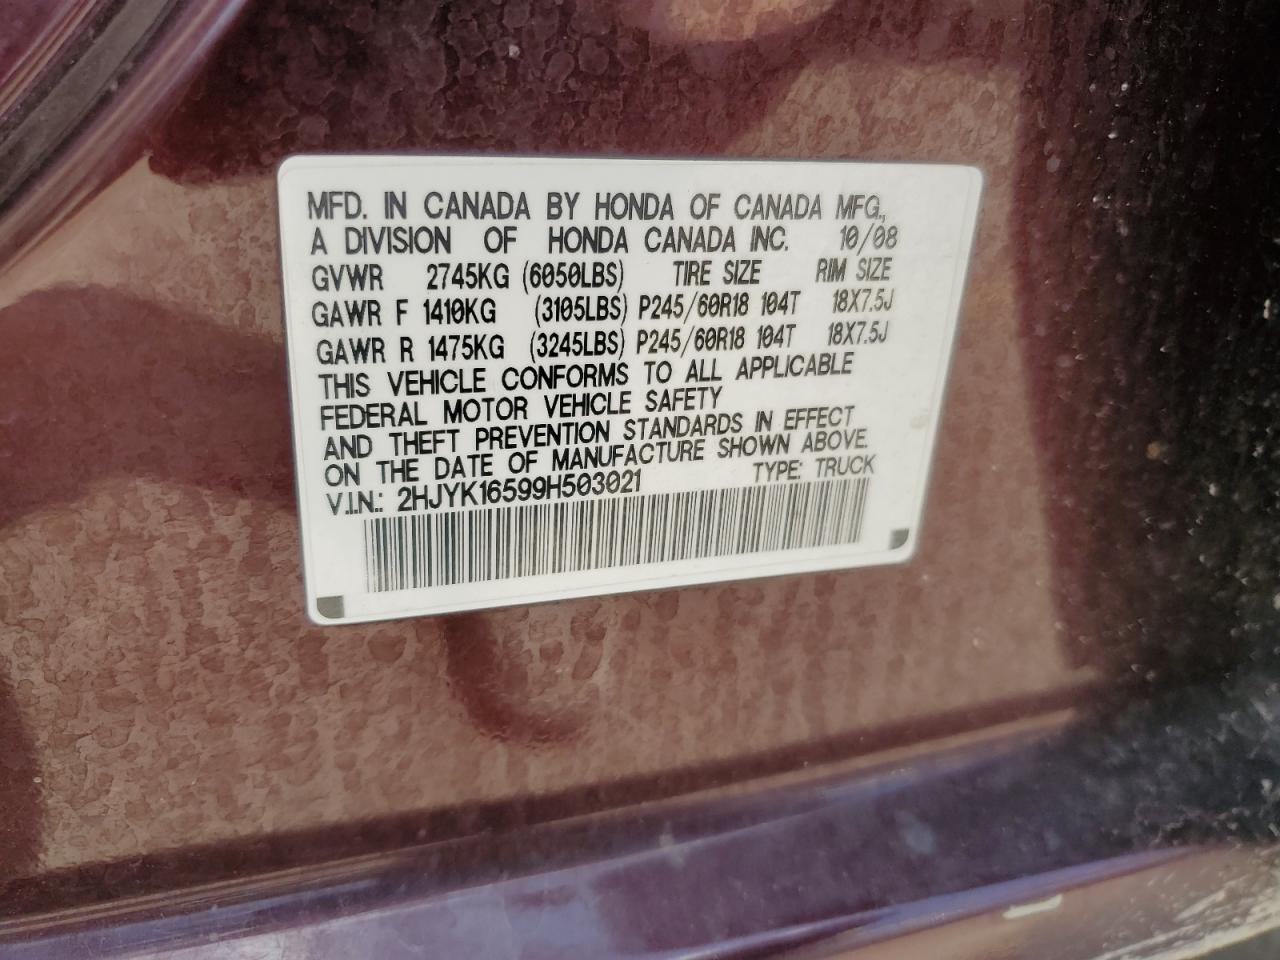 MFD. IN CANADA BY HONDA OF CANADA MFG.,
A DIVISION OF HONDA CANADA INC. 10/08
GVWR 2745KG (6050LBS) TIRE SIZE RIM SIZE
GAWR F 1410KG (3105LBS) P245/60R18 104T 18X7.5J
GAWR R 1475KG (3245LBS) P245/60R18 104T 18X7.5J
THIS VEHICLE CONFORMS TO ALL APPLICABLE
FEDERAL MOTOR VEHICLE SAFETY
AND THEFT PREVENTION STANDARDS IN EFFECT
ON THE DATE OF MANUFACTURE SHOWN ABOVE.
V.I.N.: 2HJYK16599H503021 TYPE: TRUCK